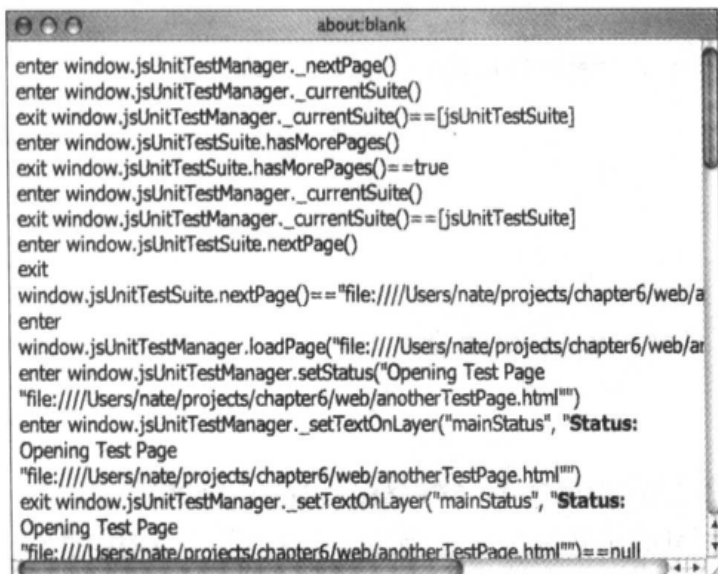 about:blank
enter window.jsUnitTestManager._nextPage()
enter window.jsUnitTestManager._currentSuite()
exit window.jsUnitTestManager._currentSuite()==[jsUnitTestSuite]
enter window.jsUnitTestSuite.hasMorePages()
exit window.jsUnitTestSuite.hasMorePages()==true
enter window.jsUnitTestManager._currentSuite()
exit window.jsUnitTestManager._currentSuite()==[jsUnitTestSuite]
enter window.jsUnitTestSuite.nextPage()
exit
window.jsUnitTestSuite.nextPage()=="file:////Users/nate/projects/chapter6/web/a
enter
window.jsUnitTestManager.loadPage("file:////Users/nate/projects/chapter6/web/an
enter window.jsUnitTestManager.setStatus("Opening Test Page
"file:////Users/nate/projects/chapter6/web/anotherTestPage.html"")
enter window.jsUnitTestManager._setTextOnLayer("mainStatus", "Status:
Opening Test Page
"file:////Users/nate/projects/chapter6/web/anotherTestPage.html"")
exit window.jsUnitTestManager._setTextOnLayer("mainStatus", "Status:
Opening Test Page
"file:////Users/nate/projects/chapter6/web/anotherTestPage.html"")==null